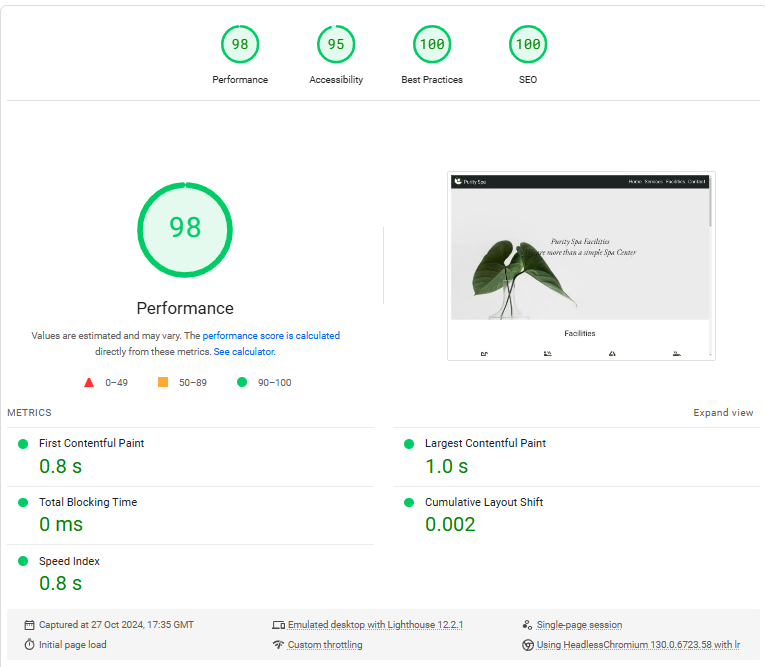 98 95 100 100
Performance Accessibility Best Practices SEO
98
Performance
Values are estimated and may vary. The performance score is calculated
directly from these metrics. See calculator.
0–49 50–89 90–100
Purity Spa Home Services Facilities Contact
Purity Spa Facilities
are more than a simple Spa Center
Facilities
METRICS Expand view
First Contentful Paint
0.8 s
Largest Contentful Paint
1.0 s
Total Blocking Time
0 ms
Cumulative Layout Shift
0.002
Speed Index
0.8 s
Captured at 27 Oct 2024, 17:35 GMT
Emulated desktop with Lighthouse 12.2.1
Single-page session
Initial page load
Custom throttling
Using HeadlessChromium 130.0.6723.58 with lr